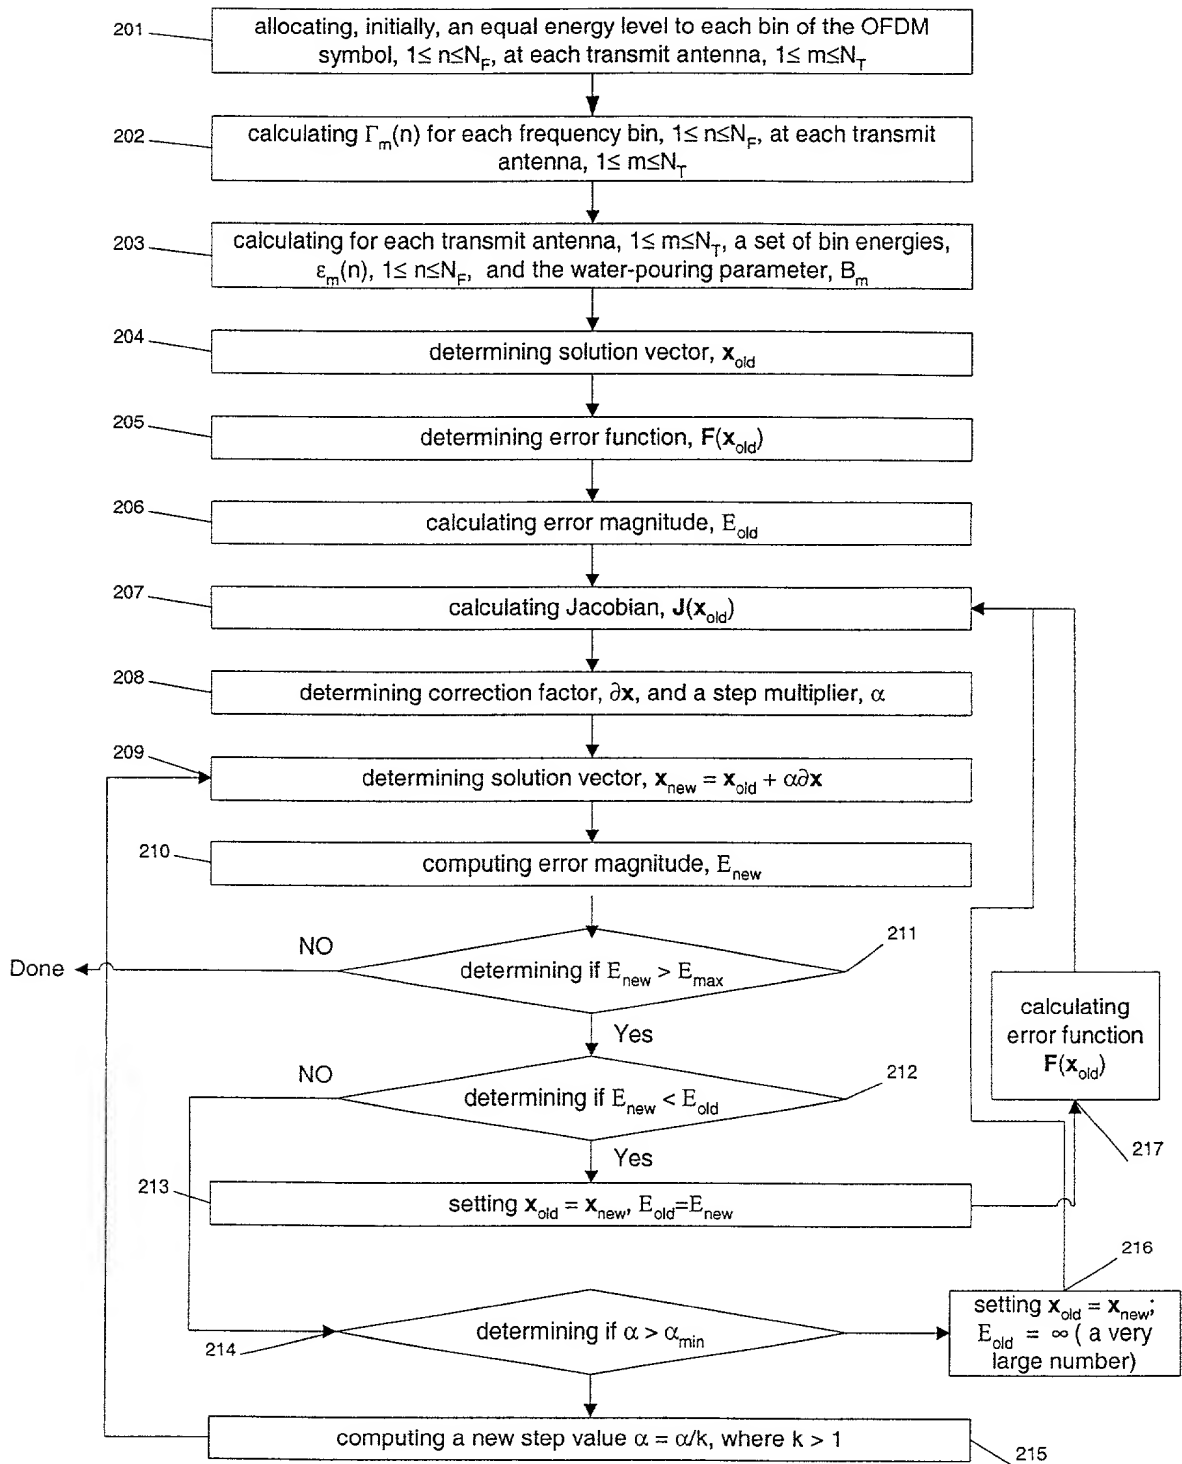 201
allocating, initially, an equal energy level to each bin of the OFDM
symbol, 1≤ n≤N_F, at each transmit antenna, 1≤ m≤N_T
202
calculating Γ_m(n) for each frequency bin, 1≤ n≤N_F, at each transmit
antenna, 1≤ m≤N_T
203
calculating for each transmit antenna, 1≤ m≤N_T, a set of bin energies,
ε_m(n), 1≤ n≤N_F, and the water-pouring parameter, B_m
204
determining solution vector, x_old
205
determining error function, F(x_old)
206
calculating error magnitude, E_old
207
calculating Jacobian, J(x_old)
208
determining correction factor, ∂x, and a step multiplier, α
209
determining solution vector, x_new = x_old + α∂x
210
computing error magnitude, E_new
211
NO
Done
determining if E_new > E_max
Yes
212
NO
determining if E_new < E_old
Yes
calculating
error function
F(x_old)
217
213
setting x_old = x_new, E_old=E_new
216
setting x_old = x_new;
E_old = ∞ ( a very
large number)
214
determining if α > α_min
computing a new step value α = α/k, where k > 1
215